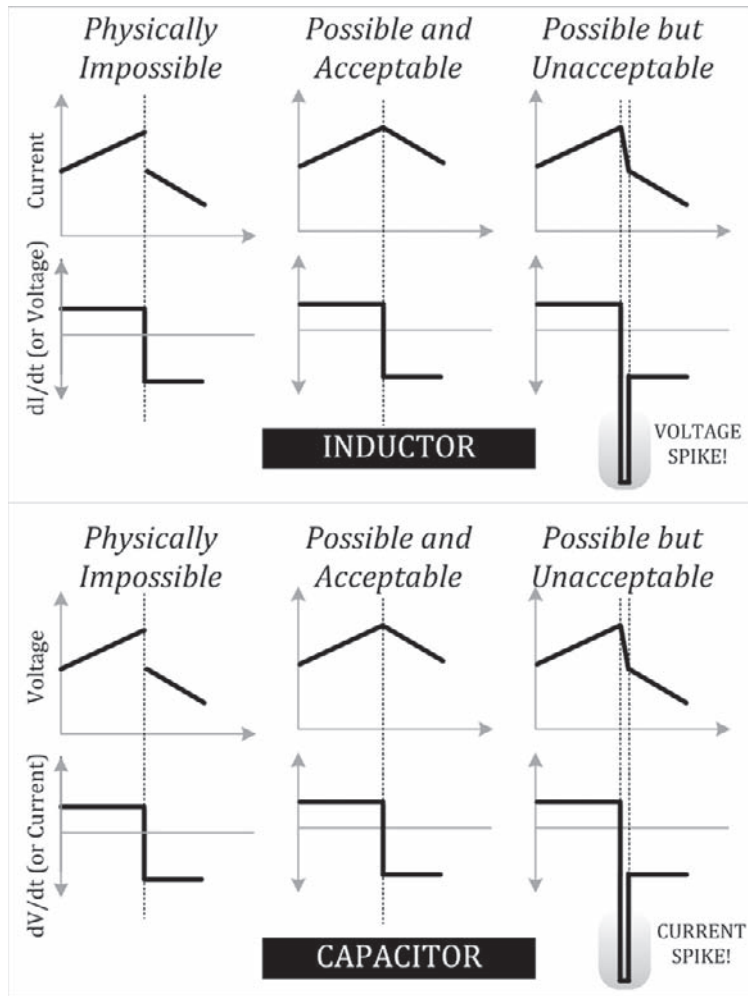 Physically
Impossible
Possible and
Acceptable
Possible but
Unacceptable
Current
dI/dt (or Voltage)
INDUCTOR
VOLTAGE
SPIKE!
Physically
Impossible
Possible and
Acceptable
Possible but
Unacceptable
Voltage
dV/dt (or Current)
CAPACITOR
CURRENT
SPIKE!